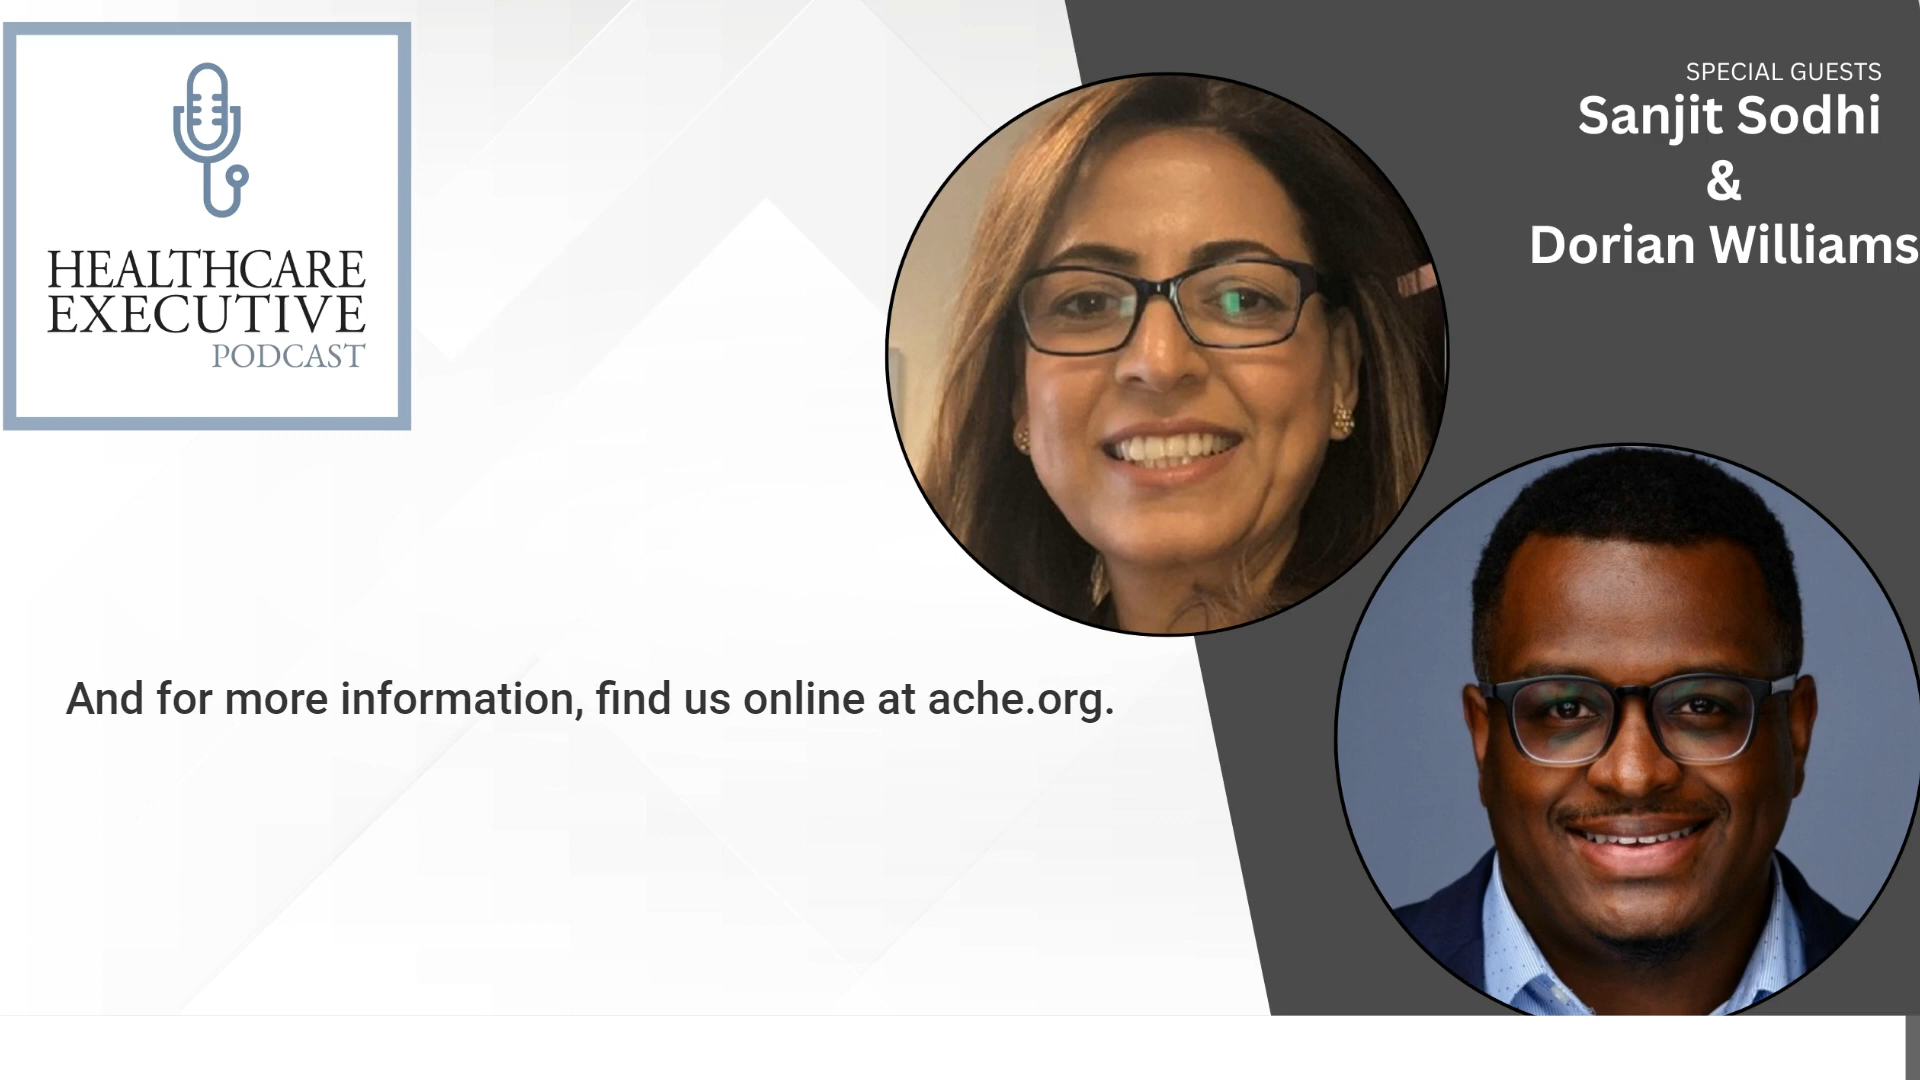 HEALTHCARE
EXECUTIVE
PODCAST
SPECIAL GUESTS
Sanjit Sodhi
&
Dorian Williams
And for more information, find us online at ache.org.